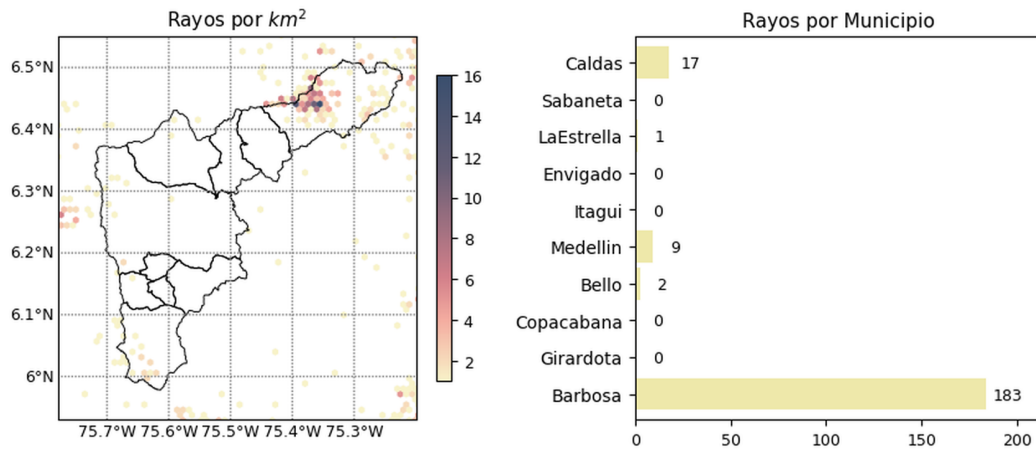 Rayos por km²
6.5°N
6.4°N
6.3°N
6.2°N
6.1°N
6°N
75.7°W 75.6°W 75.5°W 75.4°W 75.3°W
16
14
12
10
8
6
4
2
Rayos por Municipio
Caldas 17
Sabaneta 0
LaEstrella 1
Envigado 0
Itagui 0
Medellin 9
Bello 2
Copacabana 0
Girardota 0
Barbosa 183
0 50 100 150 200